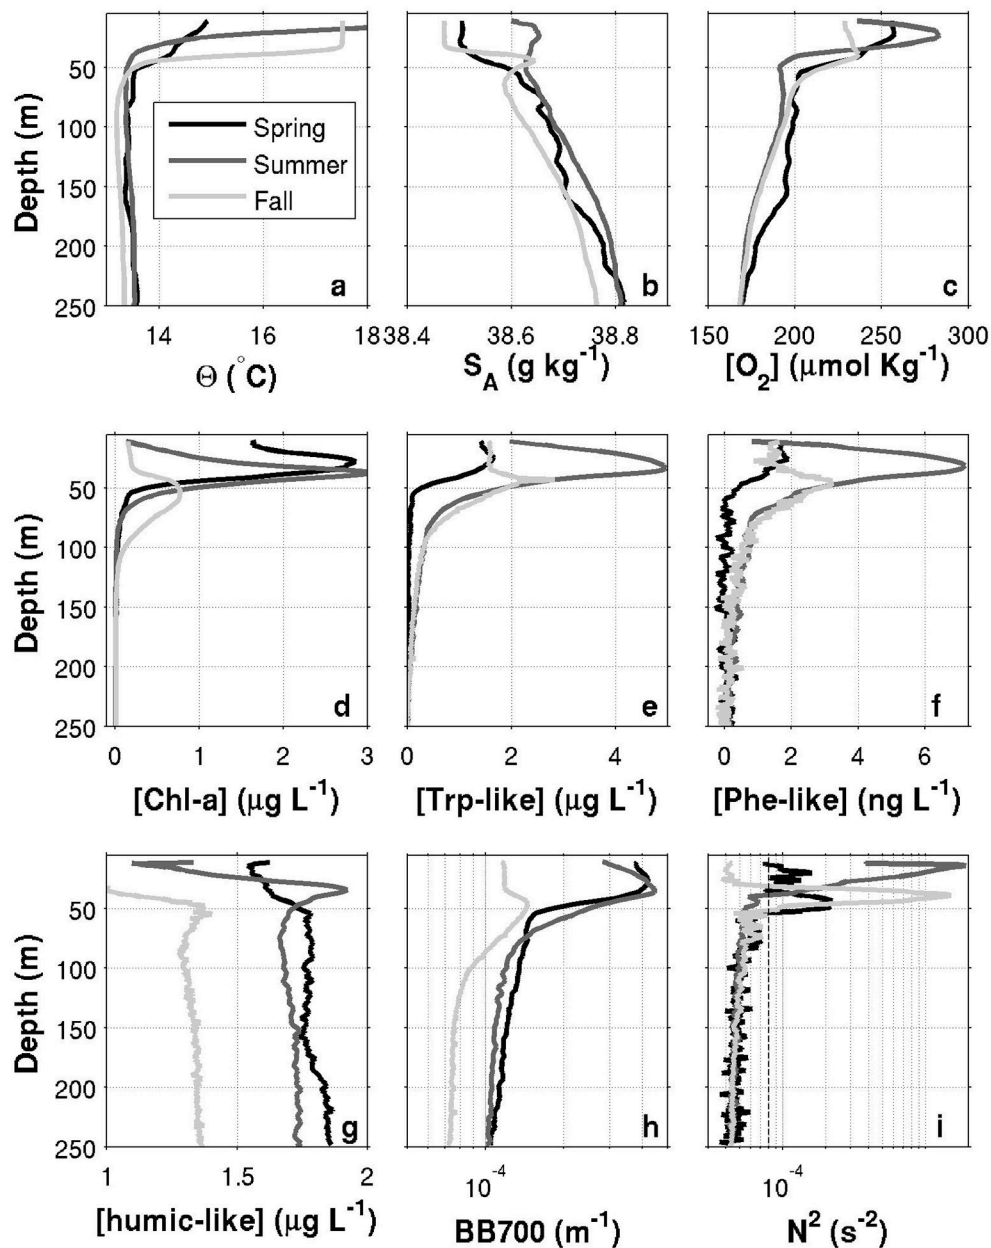 Depth (m)
50
100
150
200
250
Spring
Summer
Fall
a
14
16
18
Θ (°C)
b
38.4
38.6
38.8
S_A (g kg⁻¹)
c
150
200
250
300
[O₂] (μmol Kg⁻¹)
Depth (m)
50
100
150
200
250
d
0
1
2
3
[Chl-a] (μg L⁻¹)
e
0
2
4
[Trp-like] (μg L⁻¹)
f
0
2
4
6
[Phe-like] (ng L⁻¹)
Depth (m)
50
100
150
200
250
g
1
1.5
2
[humic-like] (μg L⁻¹)
h
10⁻⁴
BB700 (m⁻¹)
i
10⁻⁴
N² (s⁻²)